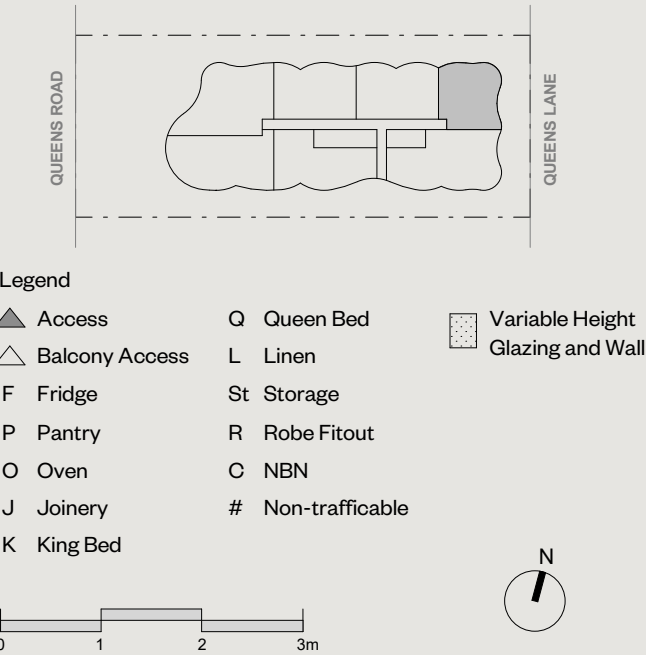 QUEENS ROAD
QUEENS LANE
Legend
Access
Balcony Access
F Fridge
P Pantry
O Oven
J Joinery
K King Bed
Q Queen Bed
L Linen
St Storage
R Robe Fitout
C NBN
# Non-trafficable
Variable Height
Glazing and Wall
N
0 1 2 3m